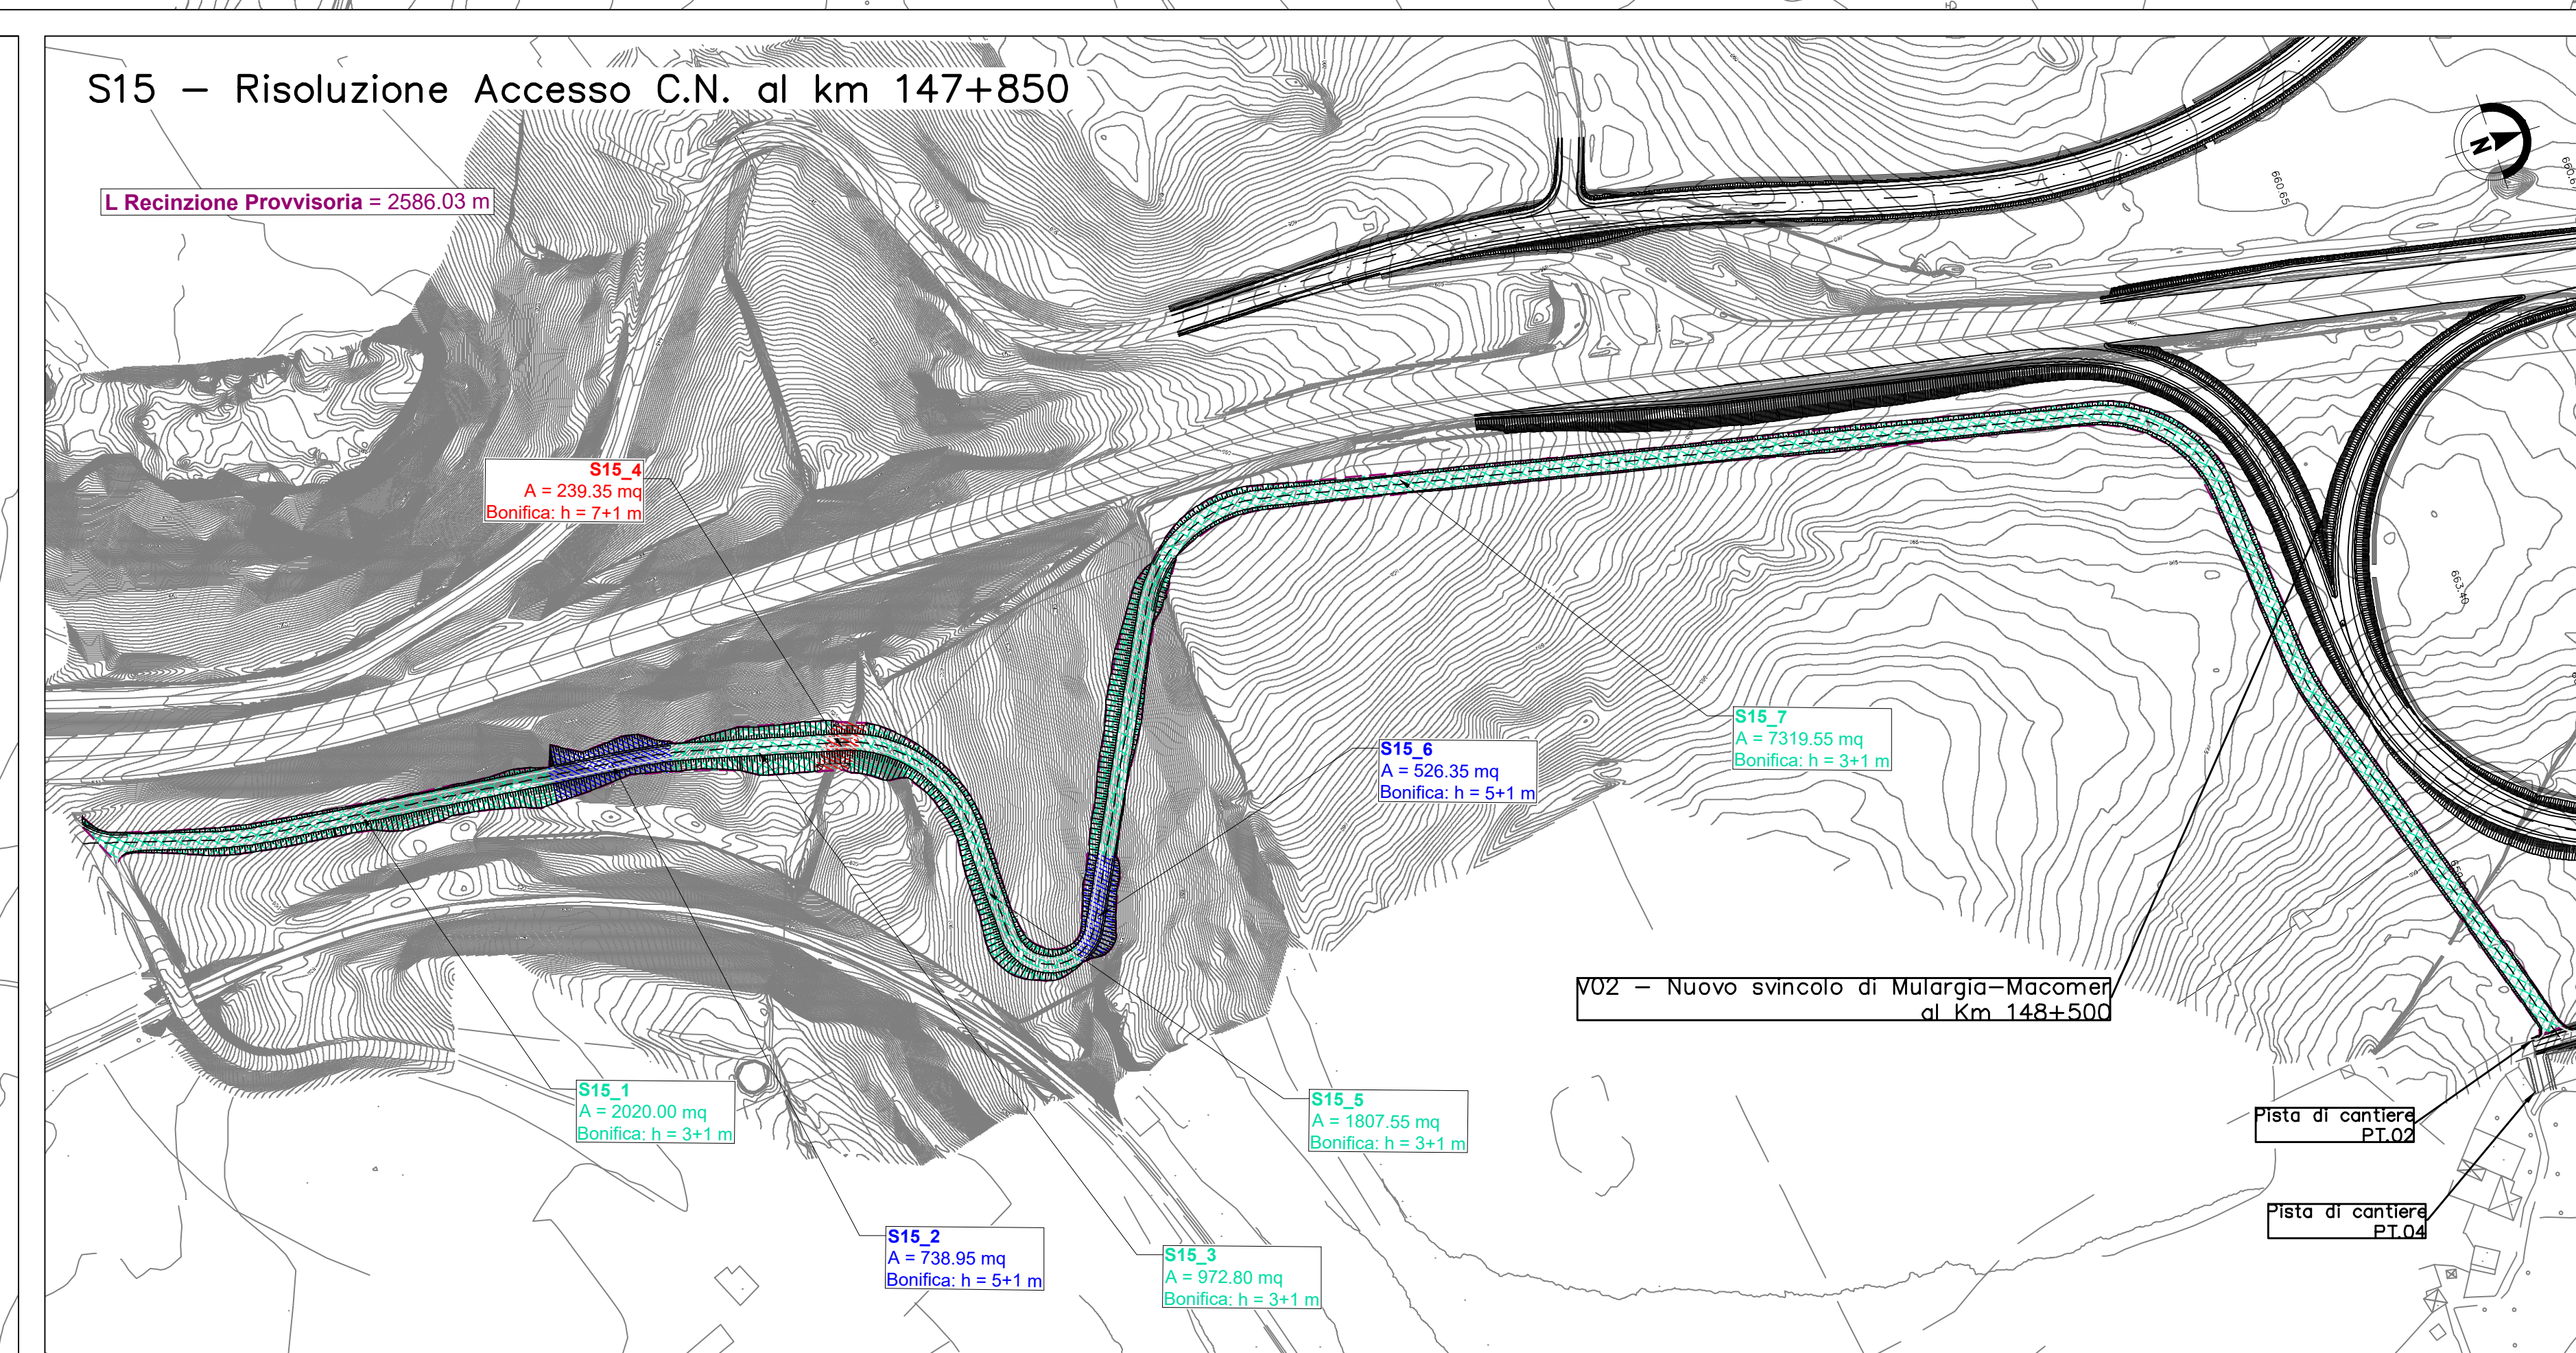 S15 – Risoluzione Accesso C.N. al km 147+850
L Recinzione Provvisoria = 2586.03 m
N
660.65
S15_4
A = 239.35 mq
Bonifica: h = 7+1 m
663.40
S15_7
A = 7319.55 mq
Bonifica: h = 3+1 m
S15_6
A = 526.35 mq
Bonifica: h = 5+1 m
V02 – Nuovo svincolo di Mulargia–Macomer
al Km 148+500
S15_1
A = 2020.00 mq
Bonifica: h = 3+1 m
S15_5
A = 1807.55 mq
Bonifica: h = 3+1 m
Pista di cantiere
PT.02
Pista di cantiere
PT.04
S15_2
A = 738.95 mq
Bonifica: h = 5+1 m
S15_3
A = 972.80 mq
Bonifica: h = 3+1 m